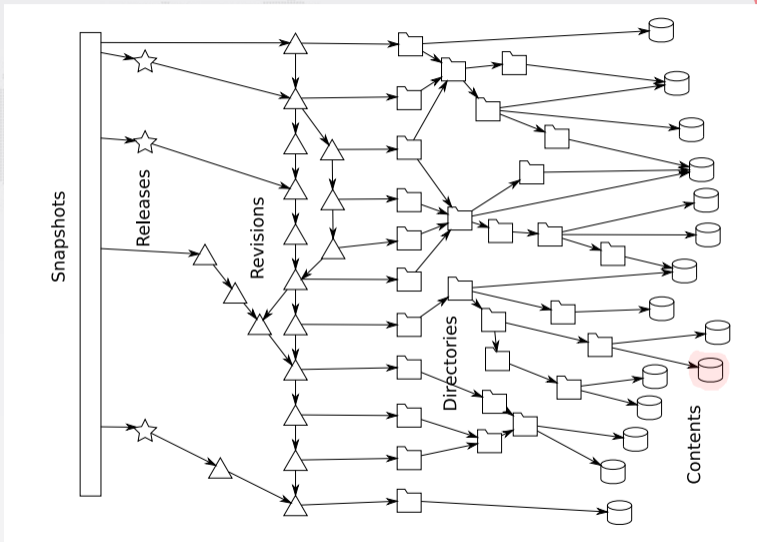 Snapshots
Releases
Revisions
Directories
Contents